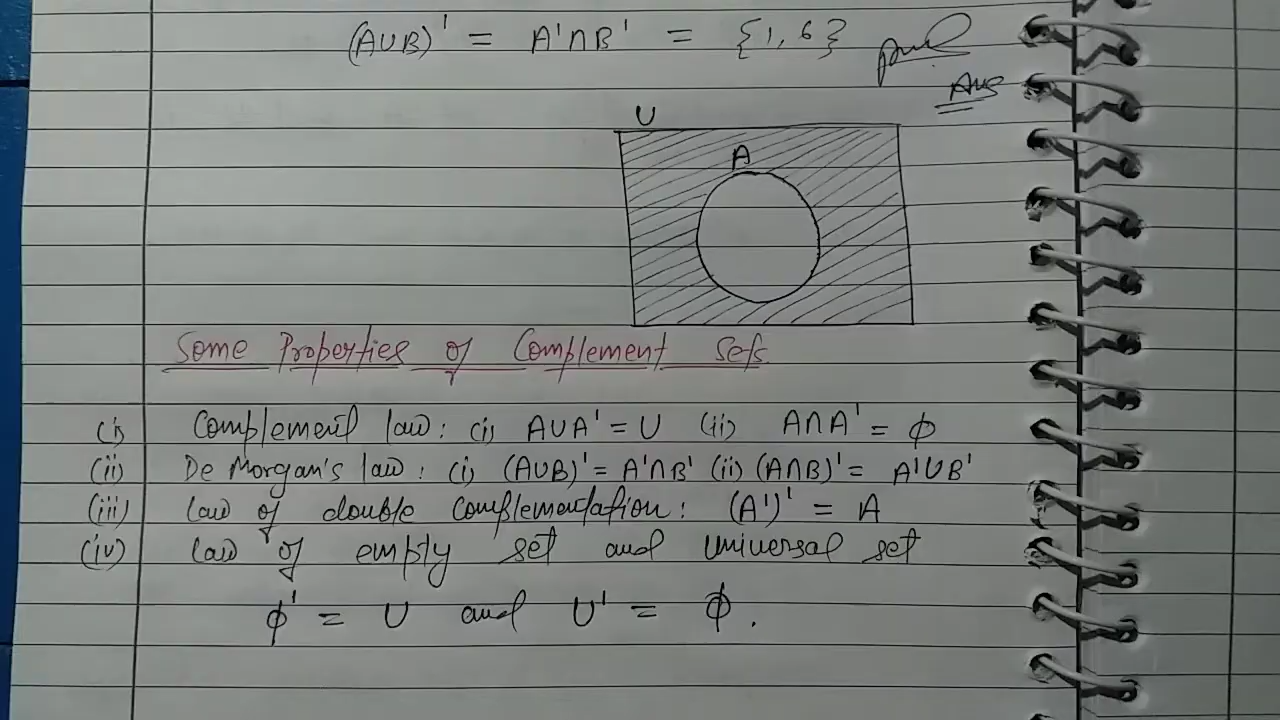 (A∪B)' = A'∩B' = {1, 6}
Ans
U
A
Some Properties of Complement Sets
(i) Complement law: (i) A∪A' = U (ii) A∩A' = ϕ
(ii) De Morgan's law: (i) (A∪B)' = A'∩B' (ii) (A∩B)' = A'∪B'
(iii) Law of double Complementation: (A')' = A
(iv) Law of empty set and universal set
ϕ' = U and U' = ϕ.